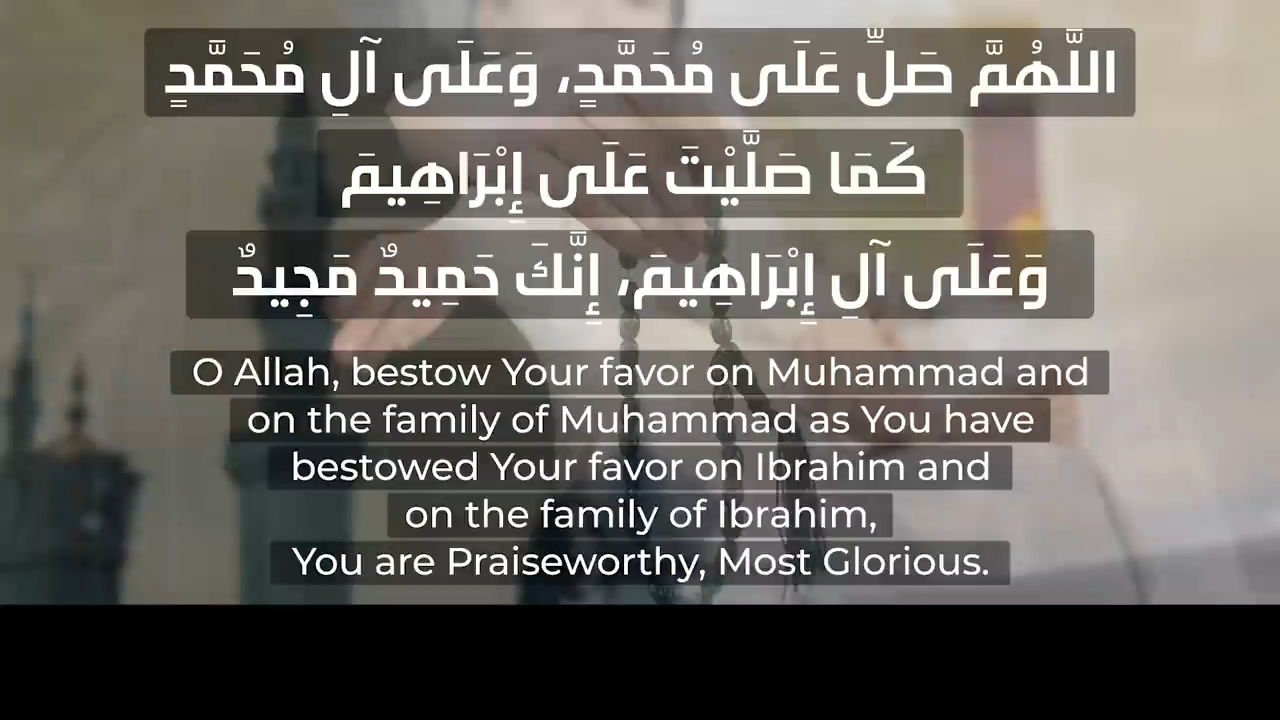 اللَّهُمَّ صَلِّ عَلَى مُحَمَّدٍ، وَعَلَى آلِ مُحَمَّدٍ
كَمَا صَلَّيْتَ عَلَى إِبْرَاهِيمَ
وَعَلَى آلِ إِبْرَاهِيمَ، إِنَّكَ حَمِيدٌ مَجِيدٌ
O Allah, bestow Your favor on Muhammad and
on the family of Muhammad as You have
bestowed Your favor on Ibrahim and
on the family of Ibrahim,
You are Praiseworthy, Most Glorious.